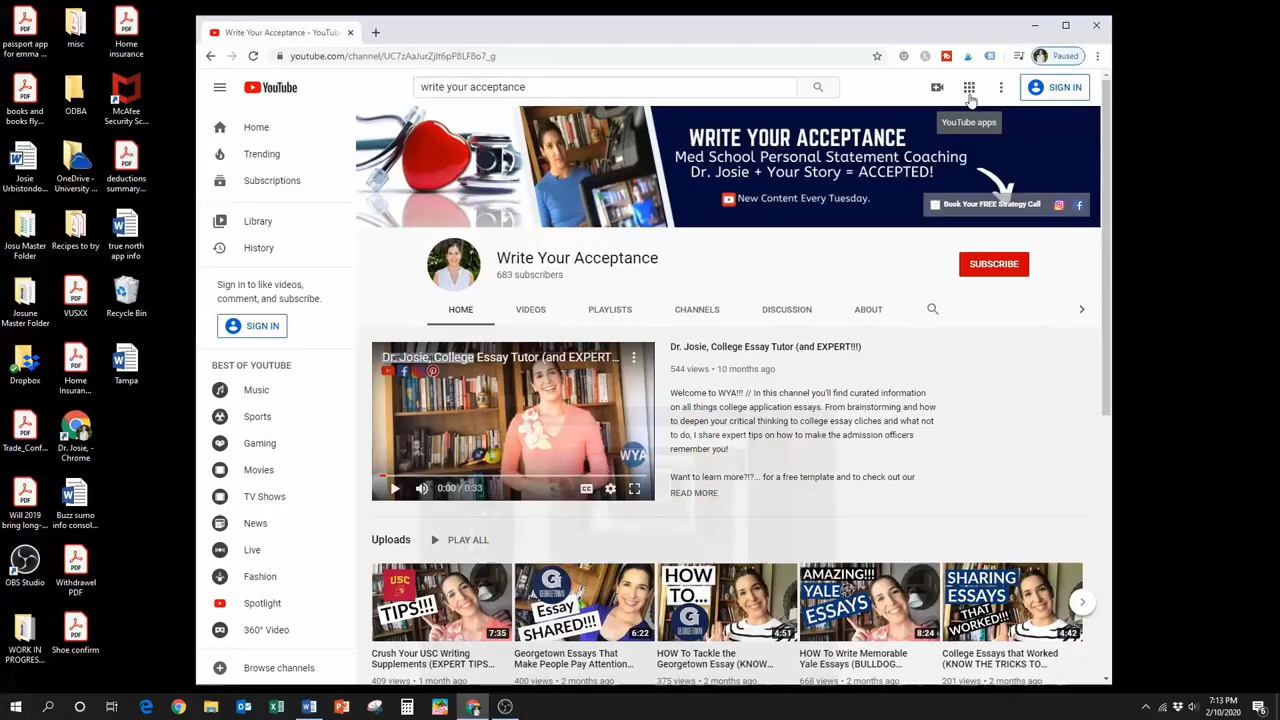 passport app
for emma ...
misc
Home
insurance
books and
books fly...
ODBA
McAfee
Security Sc...
Josie
Urbistondo...
OneDrive -
University ...
deductions
summary...
Josu Master
Folder
Recipes to try
true north
app info
Josune
Master Folder
VUSXX
Recycle Bin
Dropbox
Home
Insuran...
Tampa
Trade_Conf...
Dr. Josie, -
Chrome
Will 2019
bring long-...
Buzz sumo
info consol...
OBS Studio
Withdrawel
PDF
WORK IN
PROGRES...
Shoe confirm
Write Your Acceptance - YouTub
youtube.com/channel/UC7zAaJurZjIt6pP8LF8o7_g
Paused
YouTube
write your acceptance
SIGN IN
YouTube apps
Home
Trending
Subscriptions
Library
History
Sign in to like videos,
comment, and subscribe.
SIGN IN
BEST OF YOUTUBE
Music
Sports
Gaming
Movies
TV Shows
News
Live
Fashion
Spotlight
360° Video
Browse channels
WRITE YOUR ACCEPTANCE
Med School Personal Statement Coaching
Dr. Josie + Your Story = ACCEPTED!
New Content Every Tuesday.
Book Your FREE Strategy Call
Write Your Acceptance
683 subscribers
SUBSCRIBE
HOME VIDEOS PLAYLISTS CHANNELS DISCUSSION ABOUT
Dr. Josie, College Essay Tutor (and EXPERT...
WYA
0:00 / 0:33
Dr. Josie, College Essay Tutor (and EXPERT!!!)
544 views • 10 months ago
Welcome to WYA!!! // In this channel you'll find curated information
on all things college application essays. From brainstorming and how
to deepen your critical thinking to college essay cliches and what not
to do, I share expert tips on how to make the admission officers
remember you!
Want to learn more?!?... for a free template and to check out our
READ MORE
Uploads PLAY ALL
USC
TIPS!!!
7:35
Essay
SHARED!!!
6:22
HOW
TO...
4:51
AMAZING!!!
YALE
ESSAYS
8:24
SHARING
ESSAYS
THAT
WORKED!!!
4:42
Crush Your USC Writing
Supplements (EXPERT TIPS...
409 views • 1 month ago
Georgetown Essays That
Make People Pay Attention...
400 views • 2 months ago
HOW To Tackle the
Georgetown Essay (KNOW...
HOW To Write Memorable
Yale Essays (BULLDOG...
668 views • 2 months ago
College Essays that Worked
(KNOW THE TRICKS TO...
201 views • 2 months ago
7:13 PM
2/10/2020